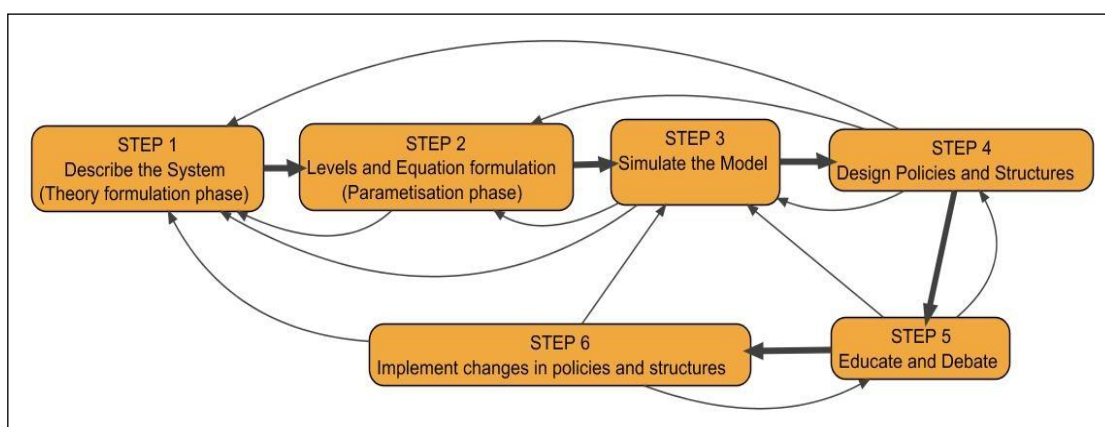 STEP 1
Describe the System
(Theory formulation phase)
STEP 2
Levels and Equation formulation
(Parametisation phase)
STEP 3
Simulate the Model
STEP 4
Design Policies and Structures
STEP 5
Educate and Debate
STEP 6
Implement changes in policies and structures